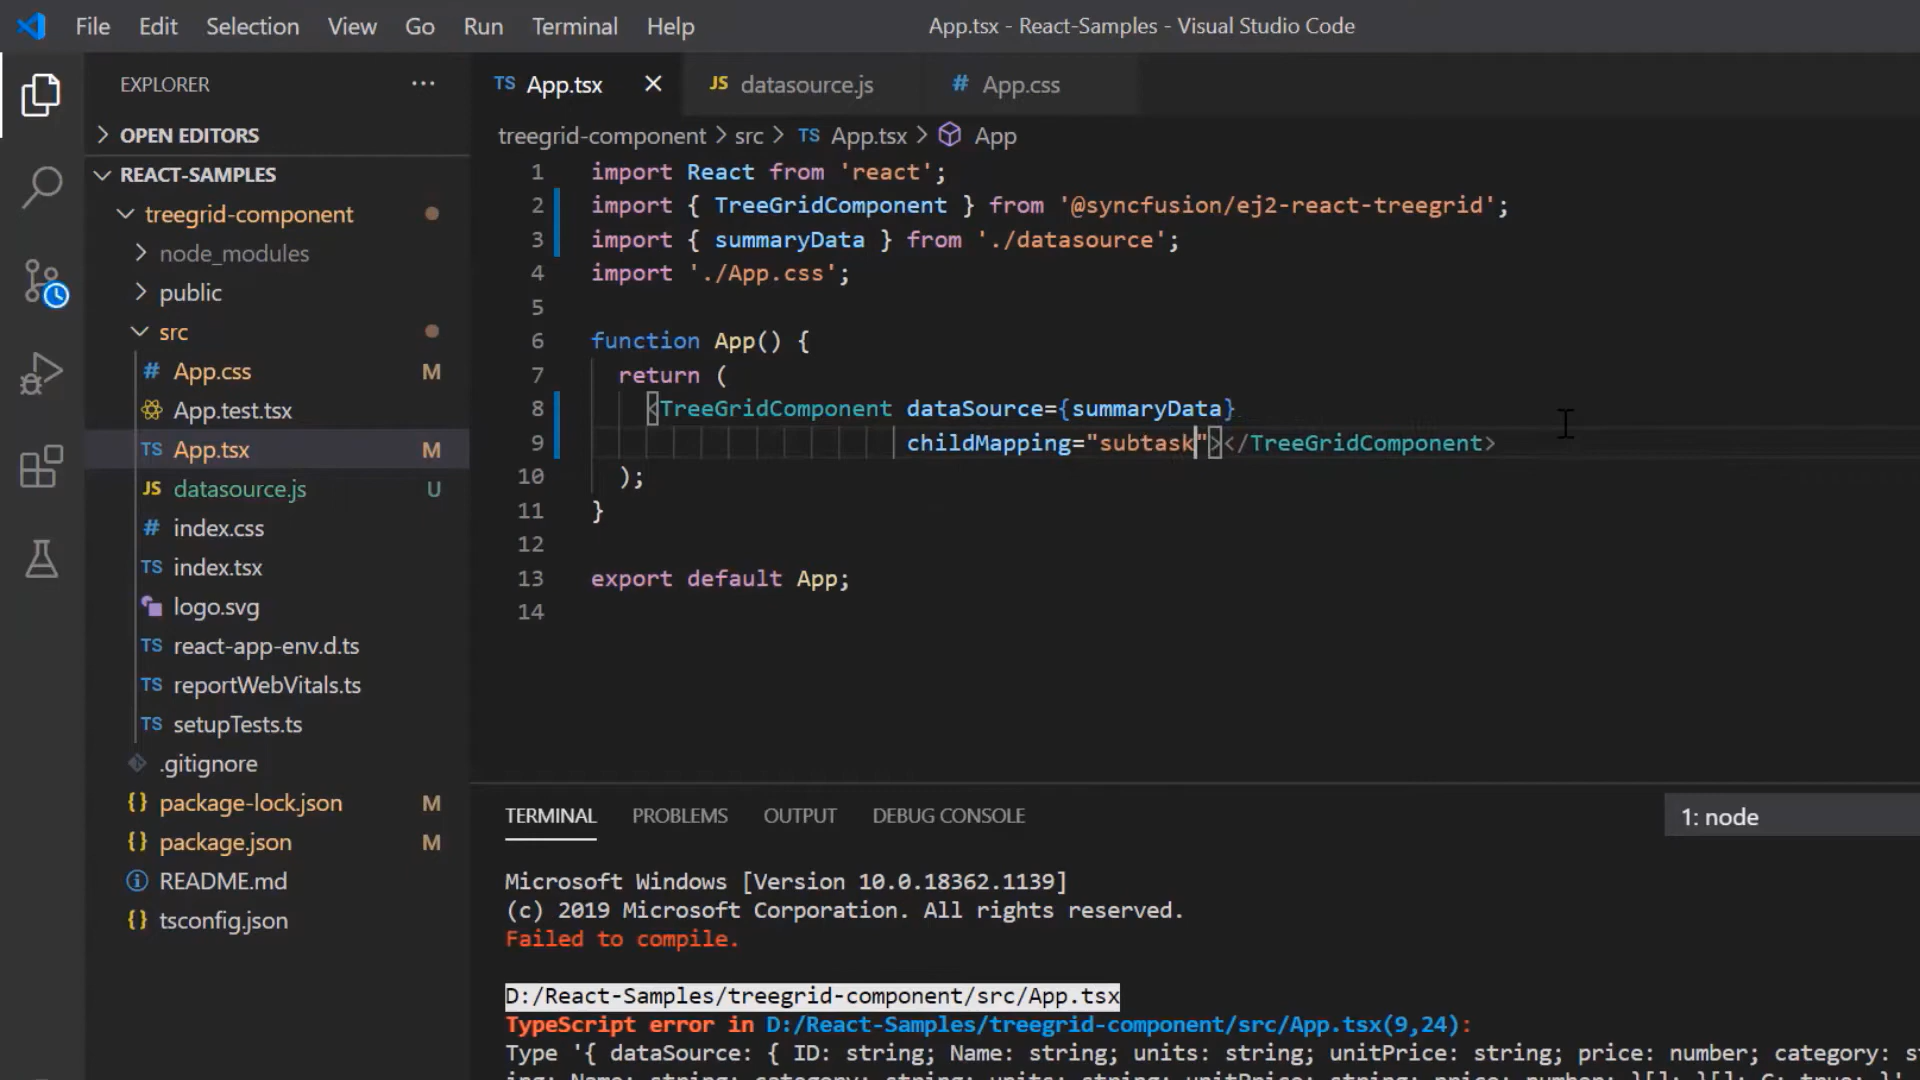 File Edit Selection View Go Run Terminal Help
App.tsx - React-Samples - Visual Studio Code
EXPLORER ...
TS App.tsx
JS datasource.js
# App.css
OPEN EDITORS
REACT-SAMPLES
treegrid-component
node_modules
public
src
# App.css M
App.test.tsx
TS App.tsx M
JS datasource.js U
# index.css
TS index.tsx
logo.svg
TS react-app-env.d.ts
TS reportWebVitals.ts
TS setupTests.ts
.gitignore
{} package-lock.json M
{} package.json M
README.md
{} tsconfig.json
treegrid-component > src > TS App.tsx > App
1 import React from 'react';
2 import { TreeGridComponent } from '@syncfusion/ej2-react-treegrid';
3 import { summaryData } from './datasource';
4 import './App.css';
5
6 function App() {
7 return (
8 <TreeGridComponent dataSource={summaryData}
9 childMapping="subtask"></TreeGridComponent>
10 );
11 }
12
13 export default App;
14
TERMINAL PROBLEMS OUTPUT DEBUG CONSOLE
1: node
Microsoft Windows [Version 10.0.18362.1139]
(c) 2019 Microsoft Corporation. All rights reserved.
Failed to compile.
D:/React-Samples/treegrid-component/src/App.tsx
TypeScript error in D:/React-Samples/treegrid-component/src/App.tsx(9,24):
Type '{ dataSource: { ID: string; Name: string; units: string; unitPrice: string; price: number; category: